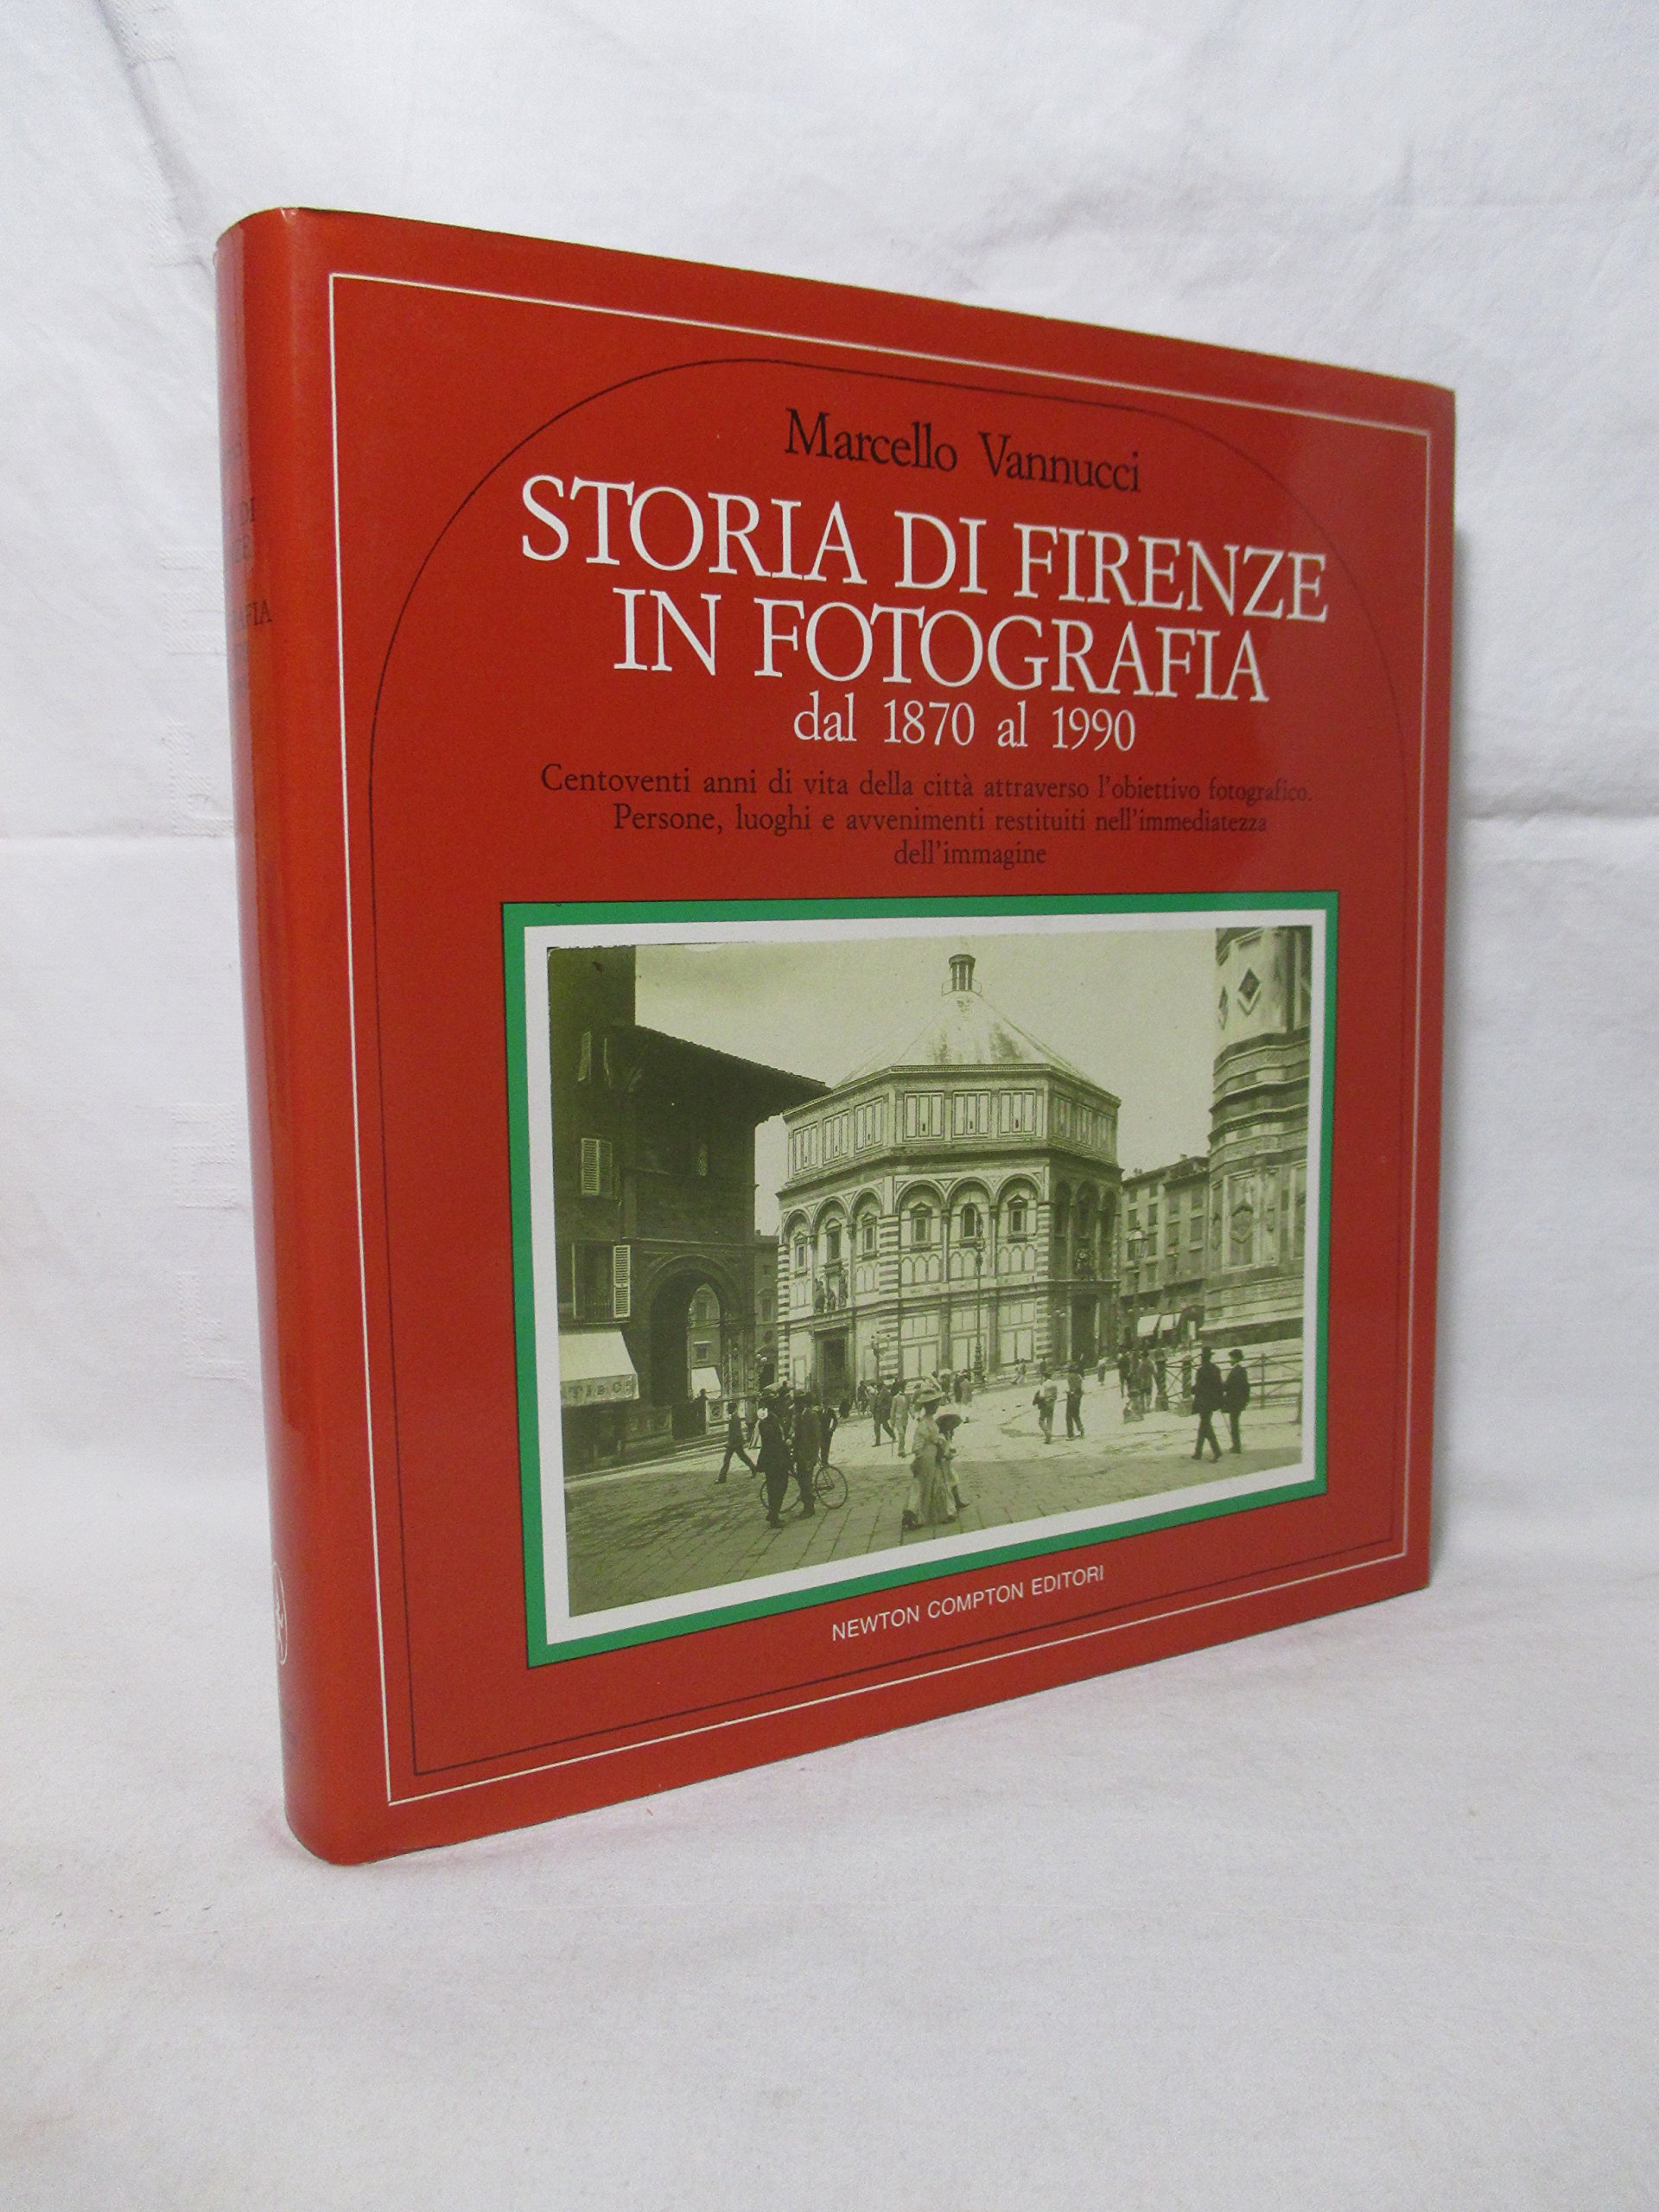 Marcello Vannucci
STORIA DI FIRENZE
IN FOTOGRAFIA
dal 1870 al 1990
Centoventi anni di vita della città attraverso l'obiettivo fotografico.
Persone, luoghi e avvenimenti restituiti nell'immediatezza
dell'immagine
NEWTON COMPTON EDITORI